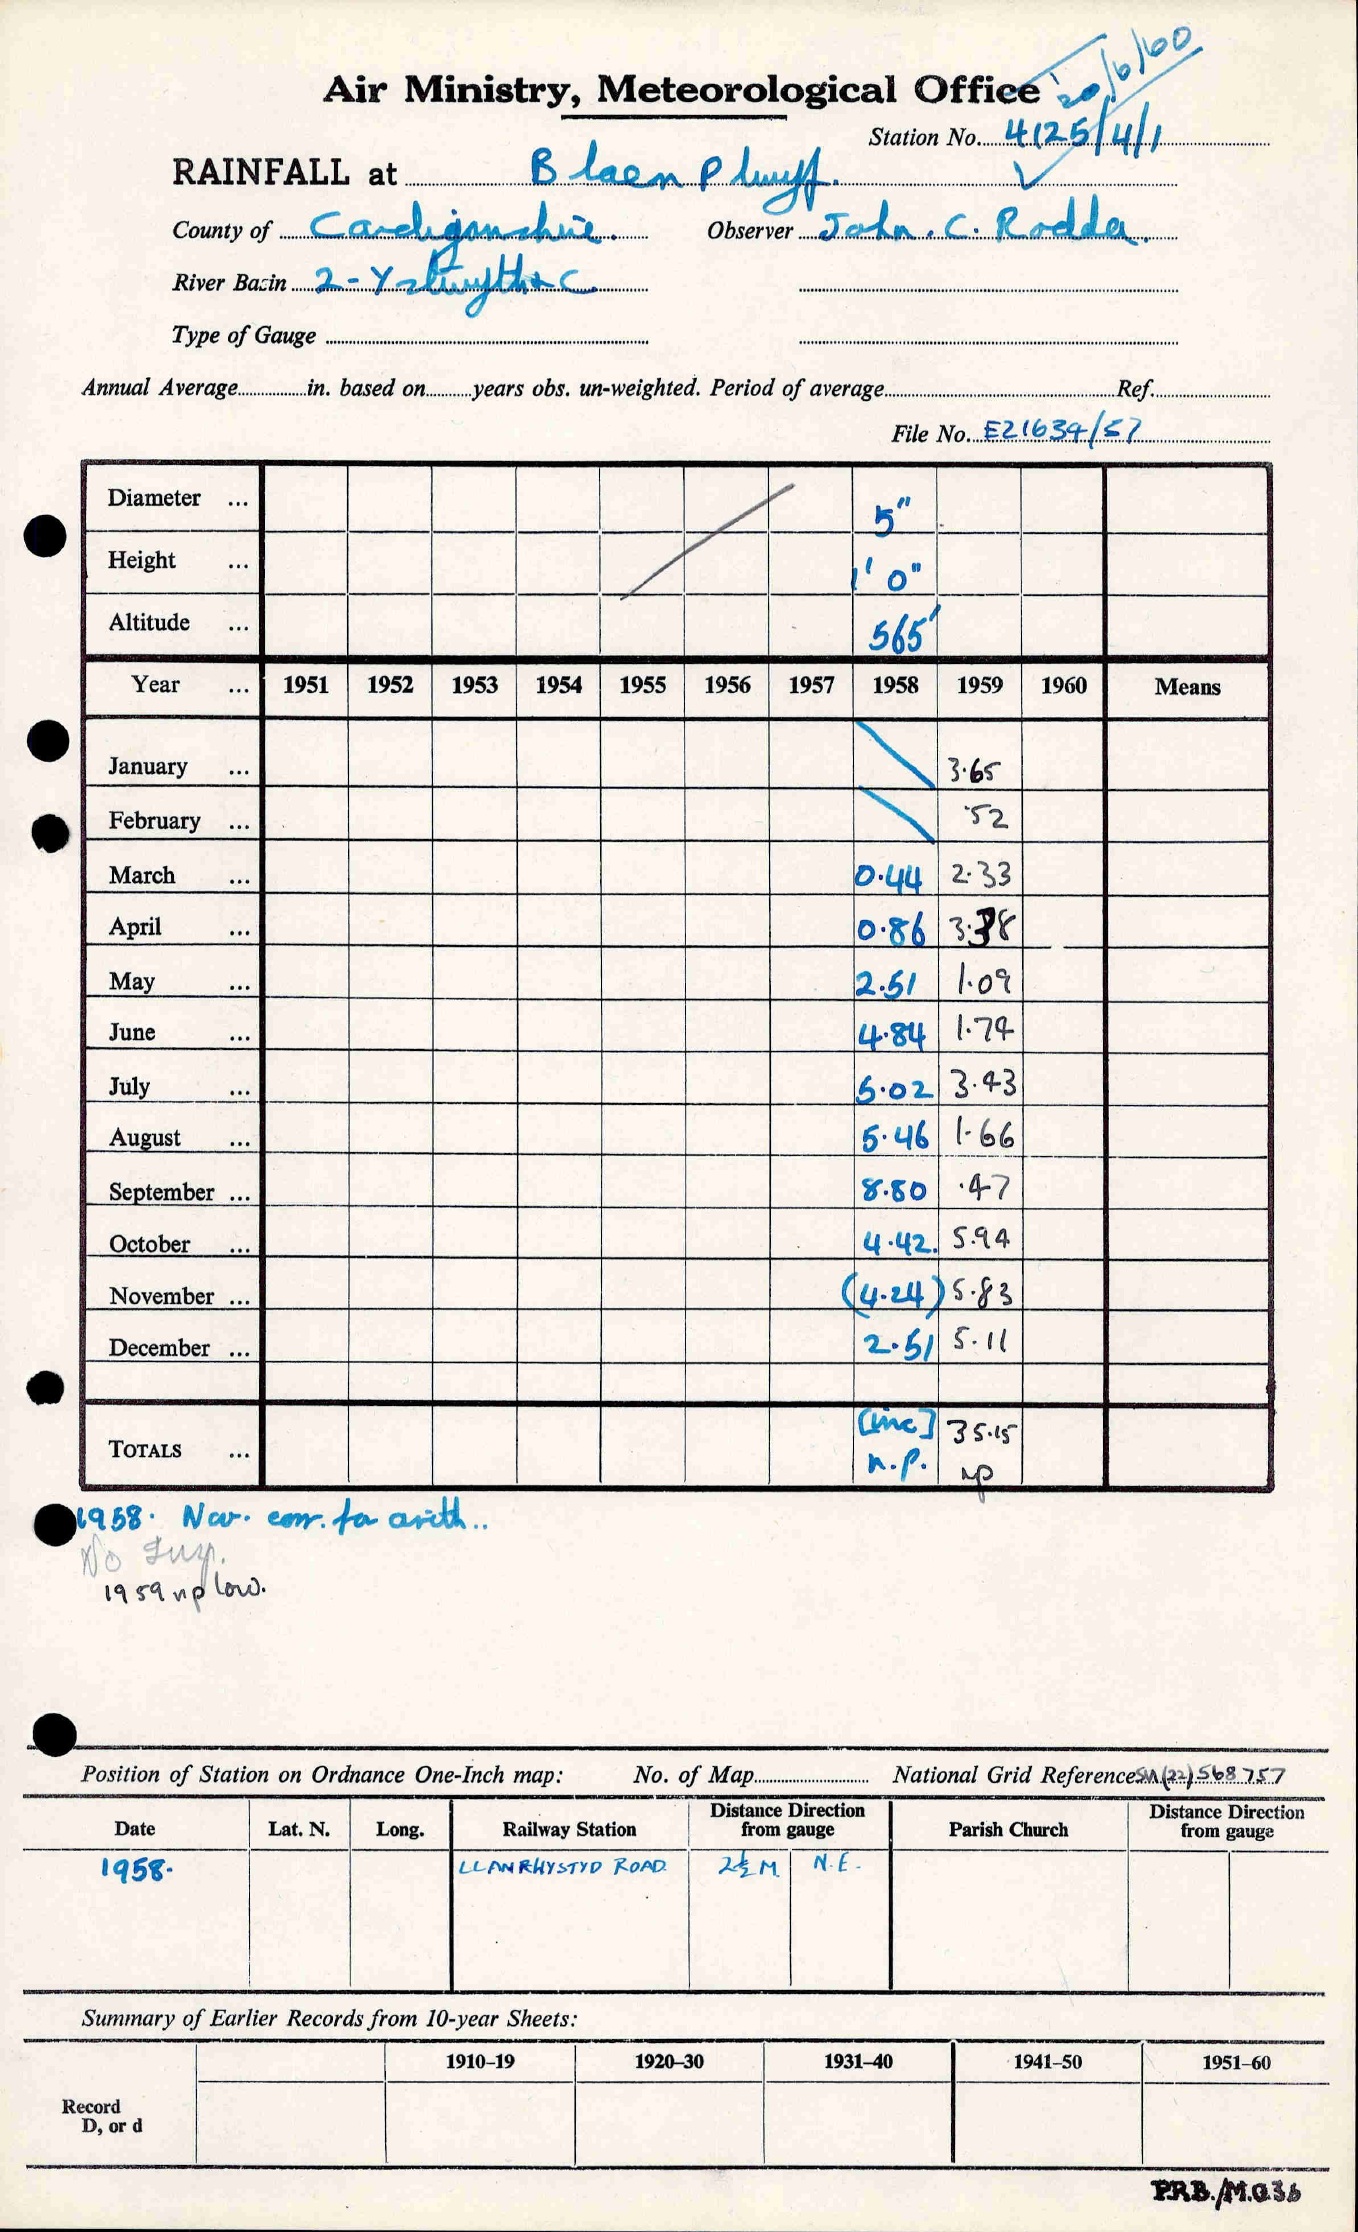 20/6/60
Air Ministry, Meteorological Office
Station No. 4125/4/1
RAINFALL at Blaen Plwyf.
County of Cardiganshire. Observer John. C. Rodda.
River Basin 2-Ystwyth & C.
Type of Gauge
Annual Average in. based on years obs. un-weighted. Period of average Ref.
File No. E21634/57
Diameter ... 5"
Height ... 1' 0"
Altitude ... 565'
Year ... 1951 1952 1953 1954 1955 1956 1957 1958 1959 1960 Means
January ... 3.65
February ... .52
March ... 0.44 2.33
April ... 0.86 3.38
May ... 2.51 1.09
June ... 4.84 1.74
July ... 5.02 3.43
August ... 5.46 1.66
September ... 8.80 .47
October ... 4.42. 5.94
November ... (4.24) 5.83
December ... 2.51 5.11
TOTALS ... [inc] 35.15
n.p. np
1958. Nov. corr. for arith..
No Insp.
1959 np low.
Position of Station on Ordnance One-Inch map: No. of Map National Grid Reference SN(22) 568 757
Date Lat. N. Long. Railway Station Distance Direction from gauge Parish Church Distance Direction from gauge
1958. LLANRHYSTYD ROAD 2½ M. N.E.
Summary of Earlier Records from 10-year Sheets:
1910–19 1920–30 1931–40 1941–50 1951–60
Record
D, or d
P.R.B./M.O.3b